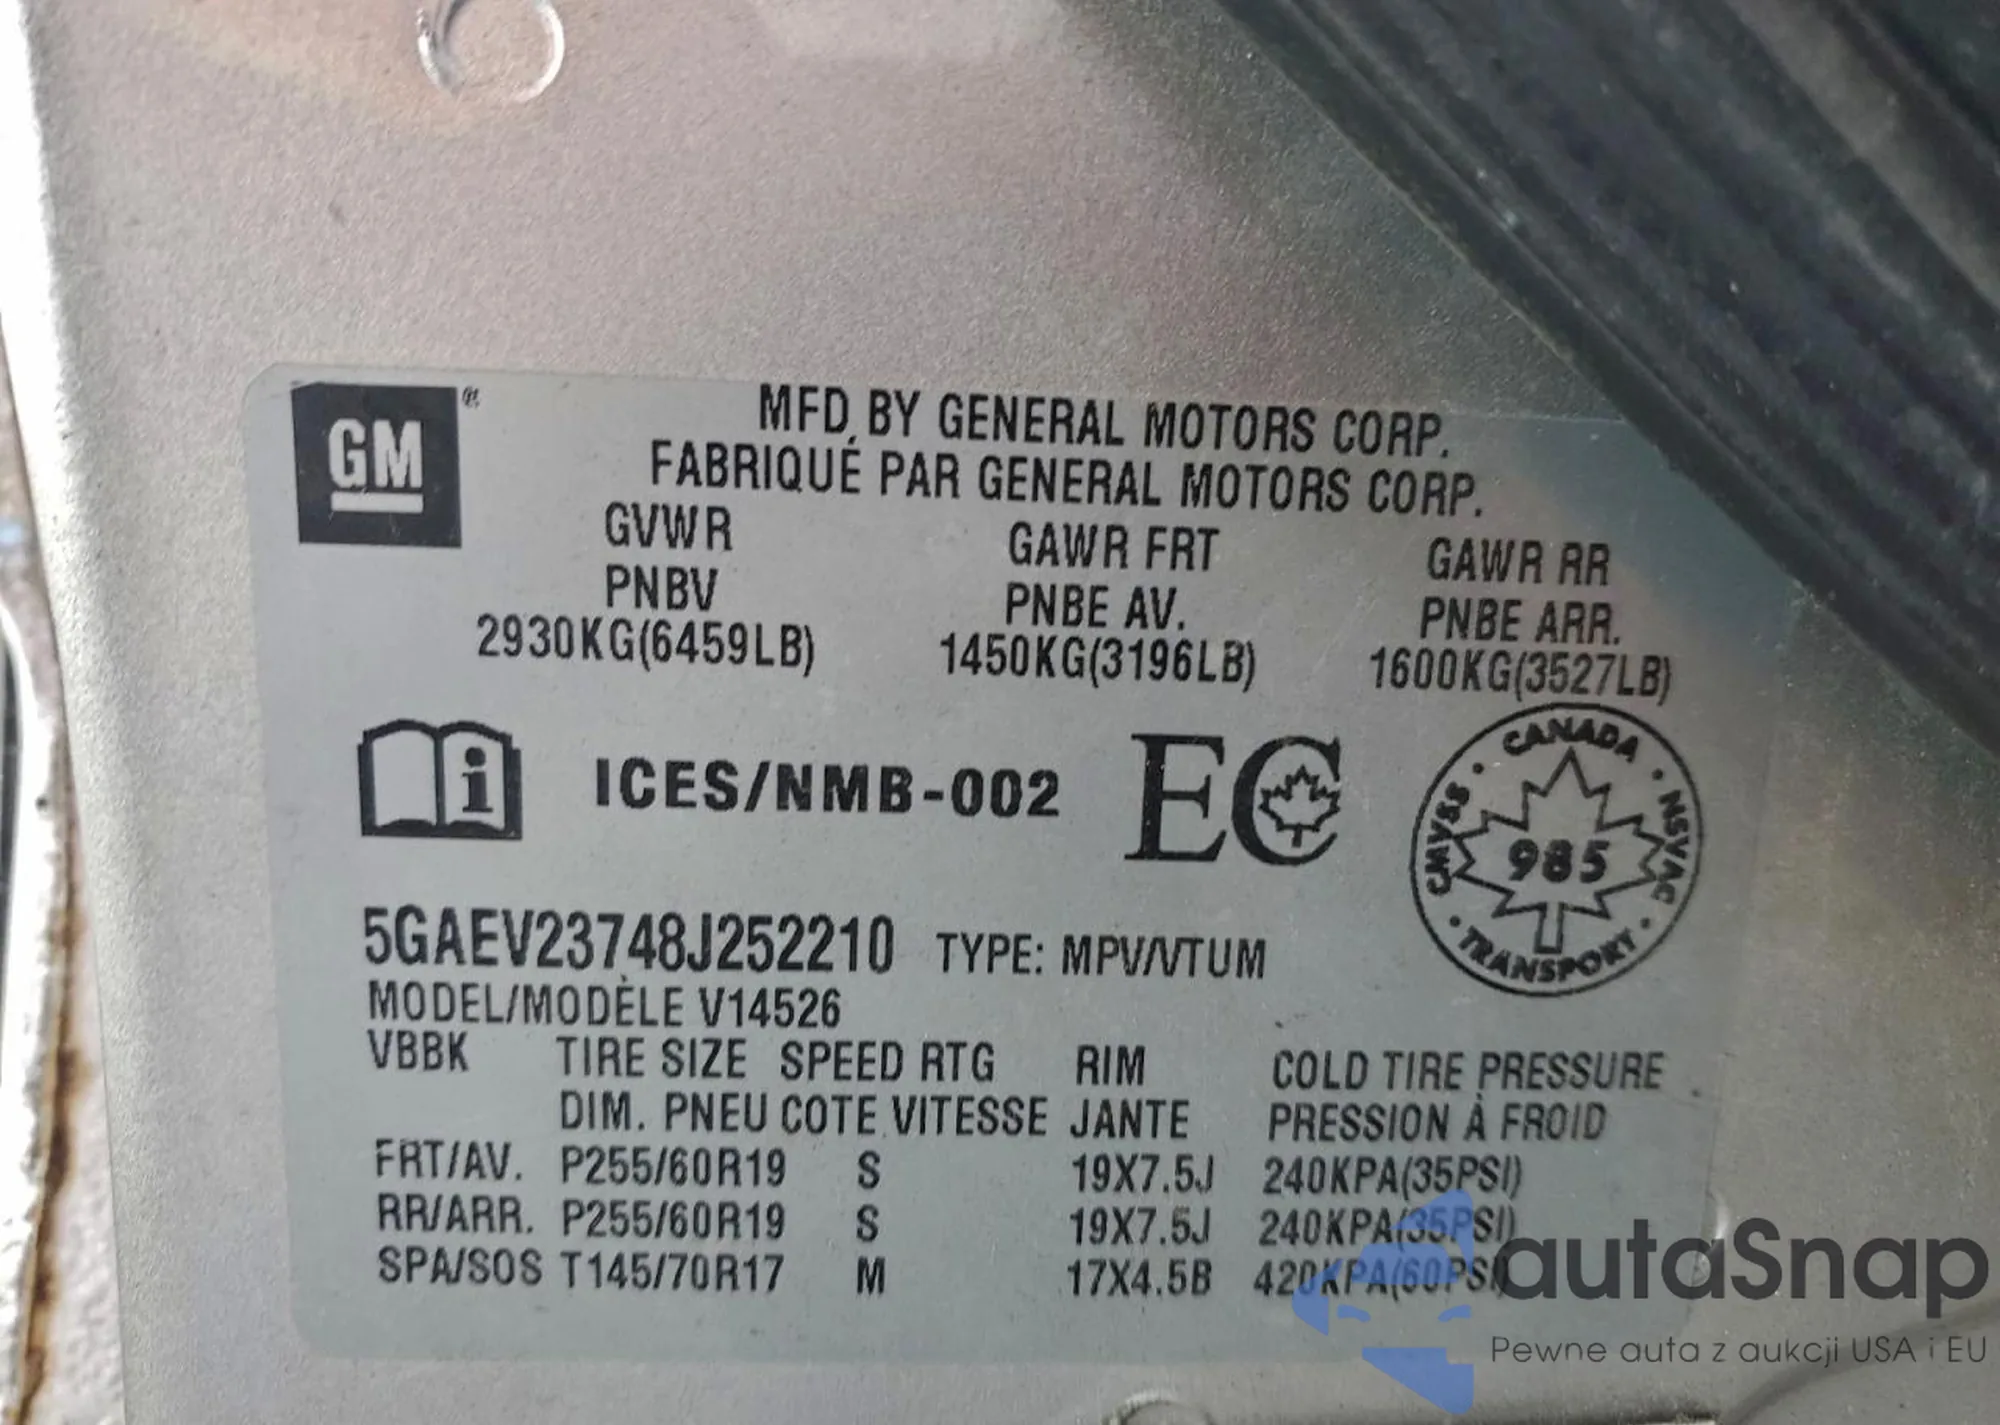 GM
MFD. BY GENERAL MOTORS CORP.
FABRIQUÉ PAR GENERAL MOTORS CORP.
GVWR GAWR FRT GAWR RR
PNBV PNBE AV. PNBE ARR.
2930KG(6459LB) 1450KG(3196LB) 1600KG(3527LB)
i ICES/NMB-002 EC
CANADA · NSVAC · TRANSPORT · CMVSS ·
985
5GAEV23748J252210 TYPE: MPV/VTUM
MODEL/MODÈLE V14526
VBBK TIRE SIZE SPEED RTG RIM COLD TIRE PRESSURE
DIM. PNEU COTE VITESSE JANTE PRESSION À FROID
FRT/AV. P255/60R19 S 19X7.5J 240KPA(35PSI)
RR/ARR. P255/60R19 S 19X7.5J 240KPA(35PSI)
SPA/SOS T145/70R17 M 17X4.5B 420KPA(60PSI)
autaSnap
Pewne auta z aukcji USA i EU